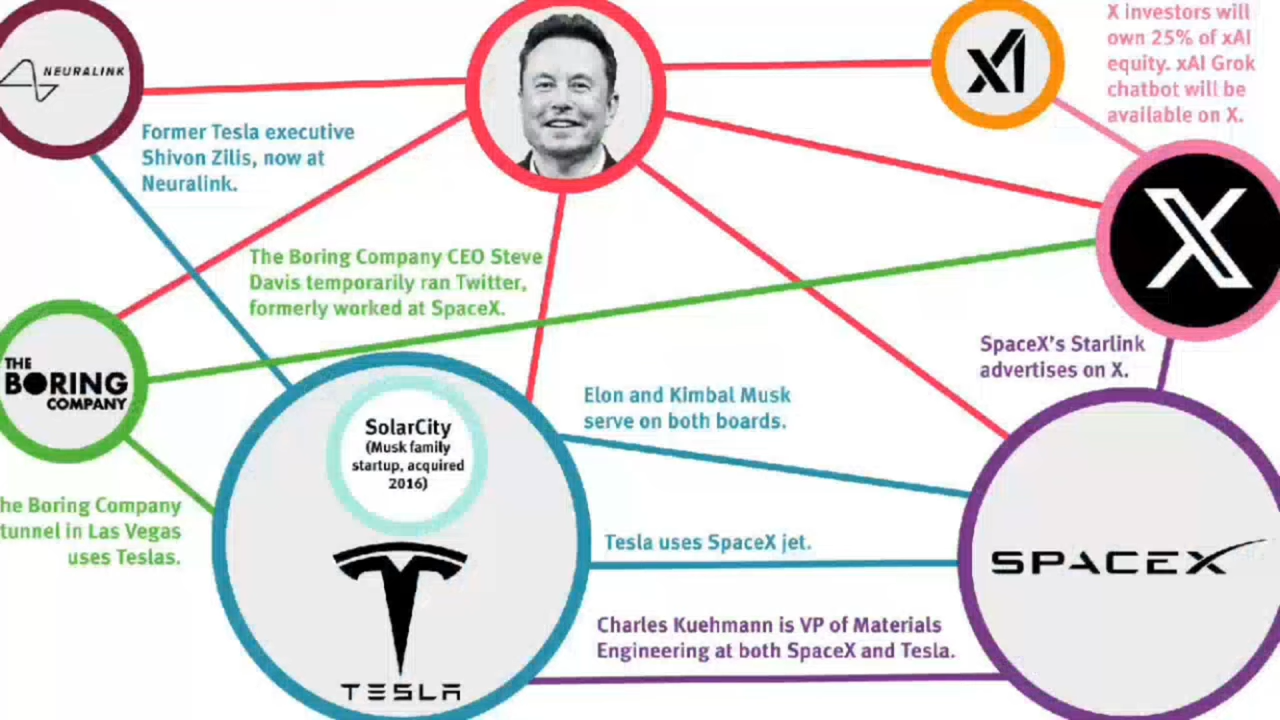 NEURALINK
X investors will
own 25% of xAI
equity. xAI Grok
chatbot will be
available on X.
Former Tesla executive
Shivon Zilis, now at
Neuralink.
The Boring Company CEO Steve
Davis temporarily ran Twitter,
formerly worked at SpaceX.
SpaceX's Starlink
advertises on X.
THE
BORING
COMPANY
Elon and Kimbal Musk
serve on both boards.
SolarCity
(Musk family
startup, acquired
2016)
he Boring Company
tunnel in Las Vegas
uses Teslas.
Tesla uses SpaceX jet.
SPACEX
Charles Kuehmann is VP of Materials
Engineering at both SpaceX and Tesla.
TESLA